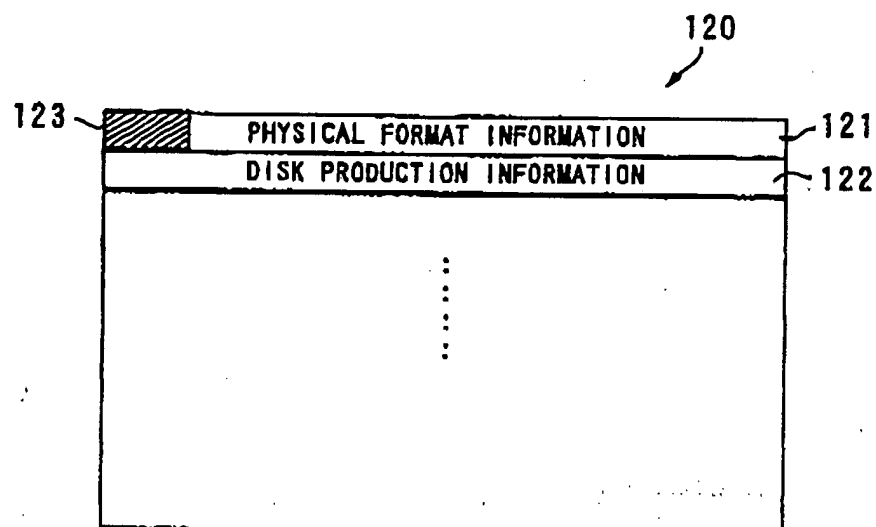 120
123 PHYSICAL FORMAT INFORMATION 121
DISK PRODUCTION INFORMATION 122